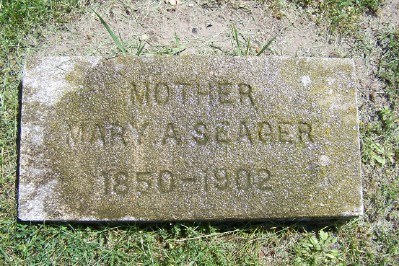 MOTHER
MARY A SEAGER
1850-1902